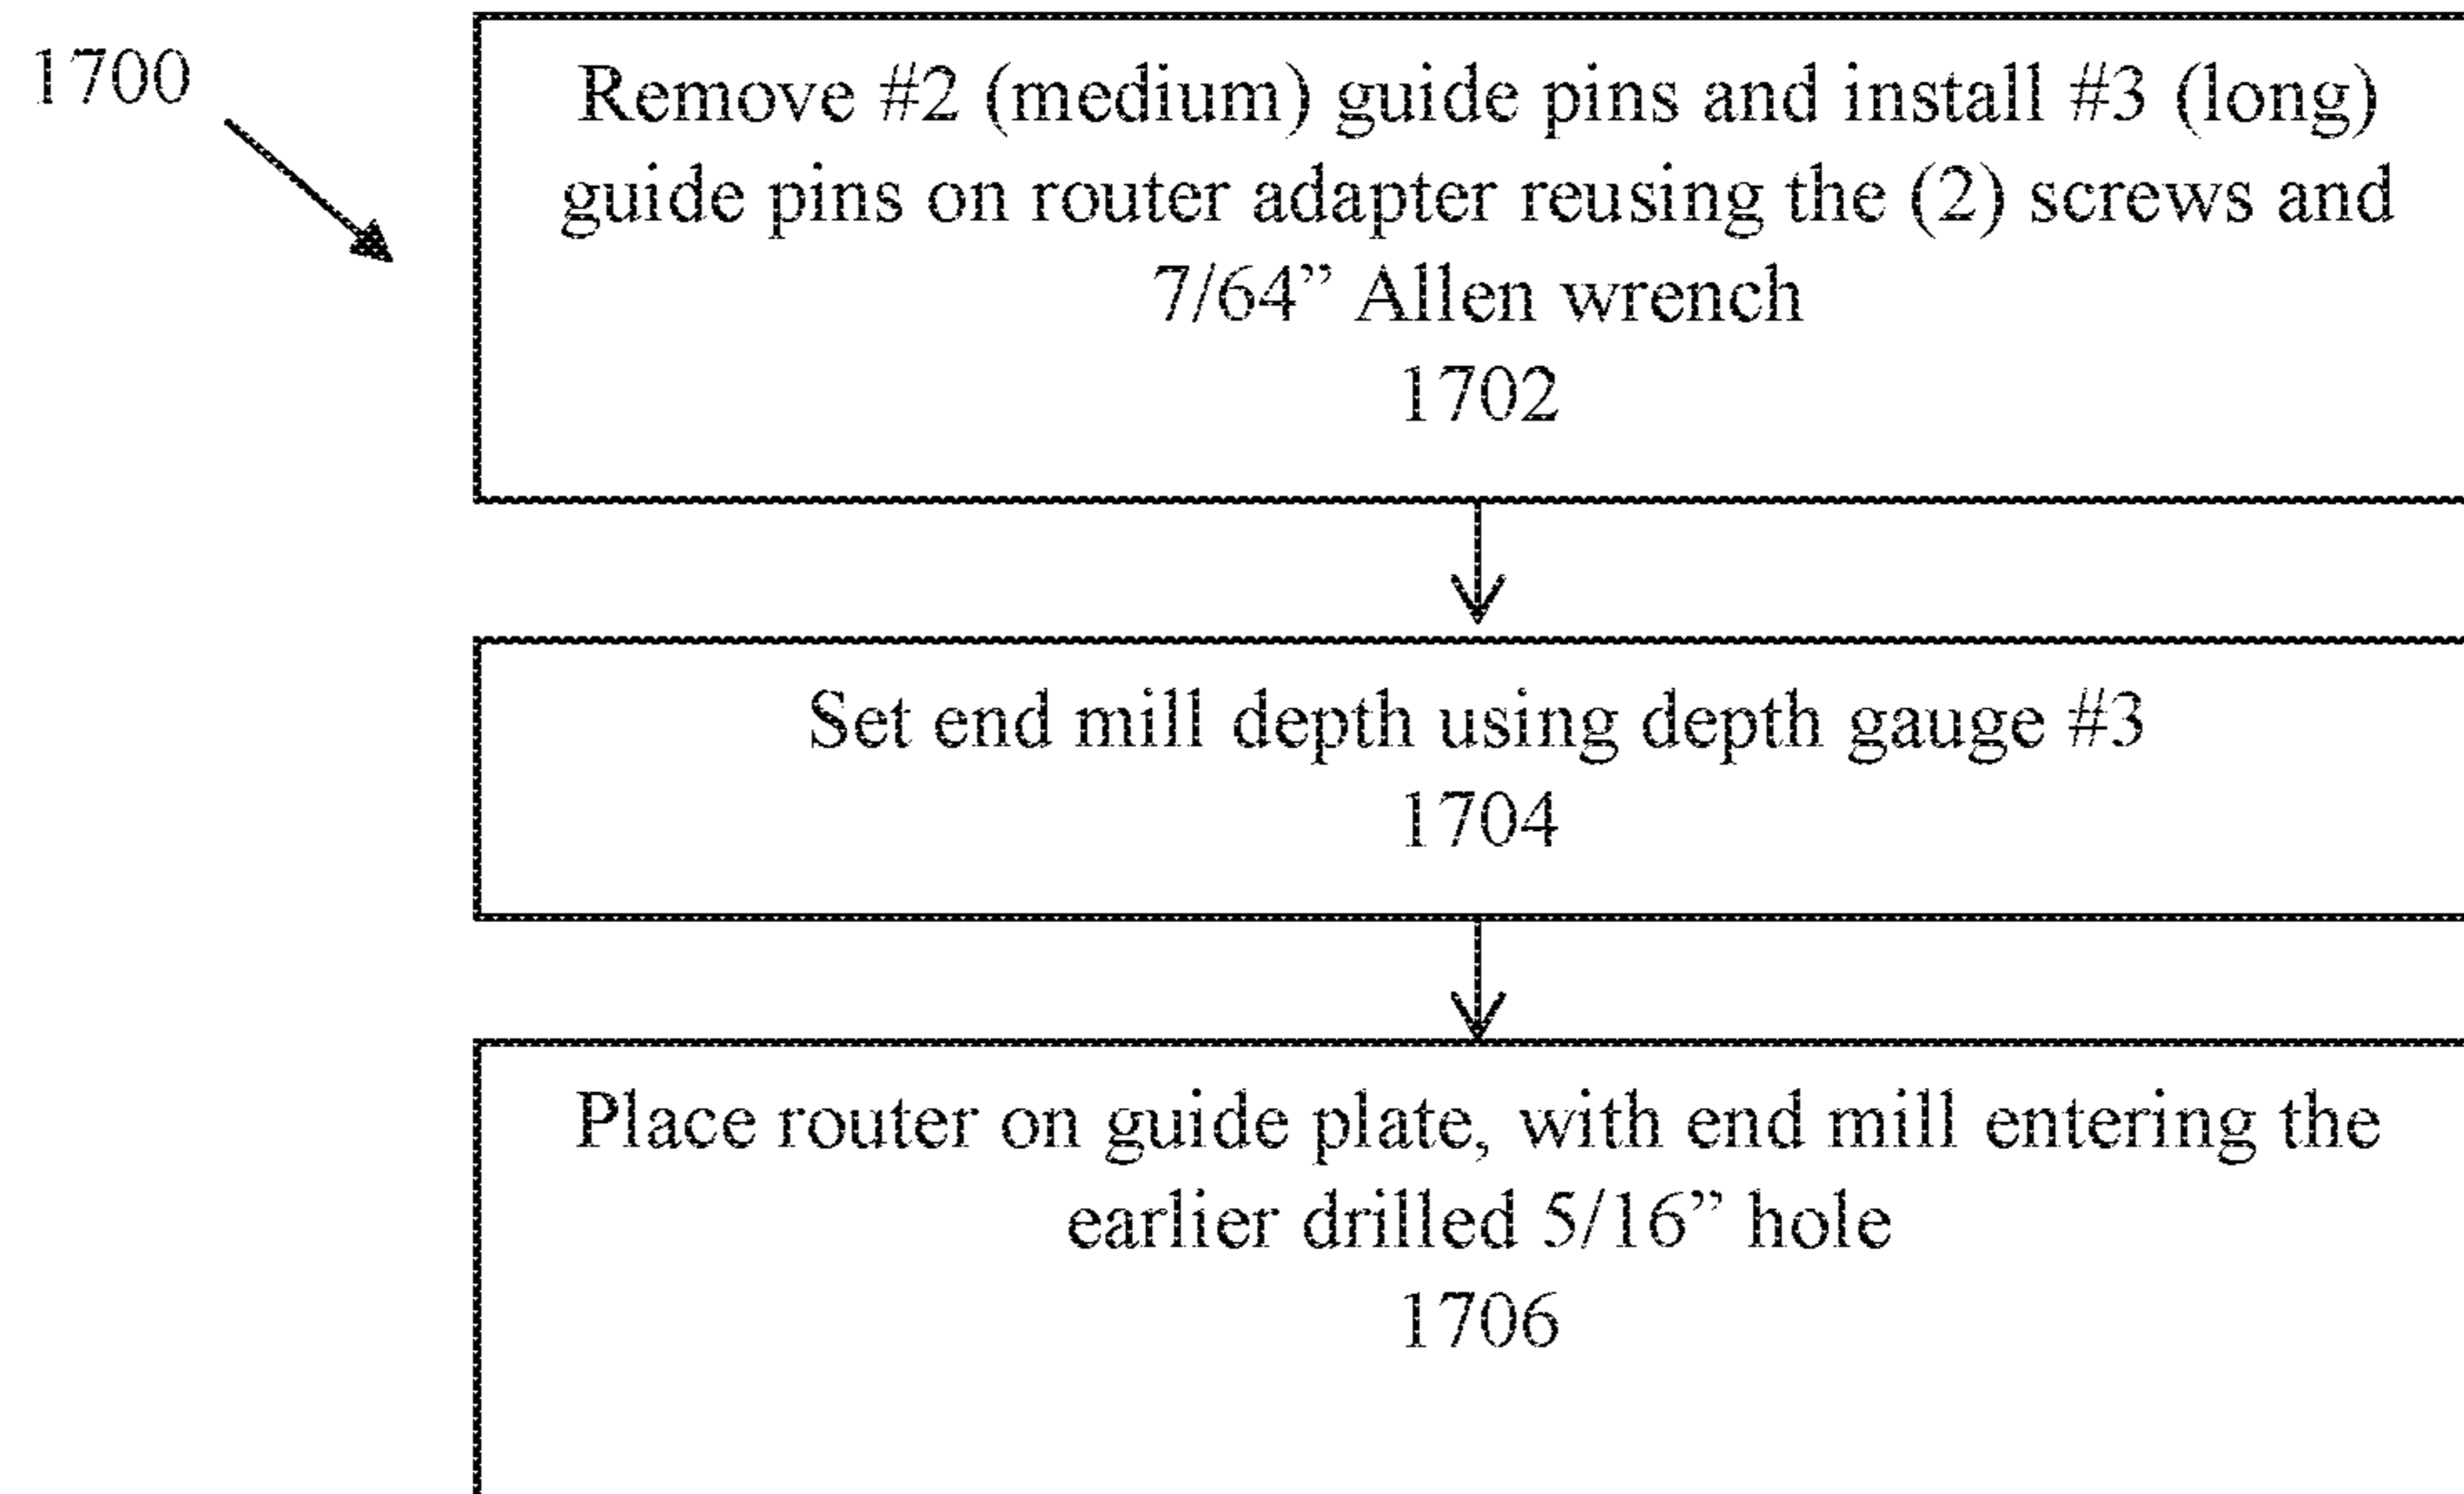 1700
Remove #2 (medium) guide pins and install #3 (long)
guide pins on router adapter reusing the (2) screws and
7/64” Allen wrench
1702
Set end mill depth using depth gauge #3
1704
Place router on guide plate, with end mill entering the
earlier drilled 5/16” hole
1706